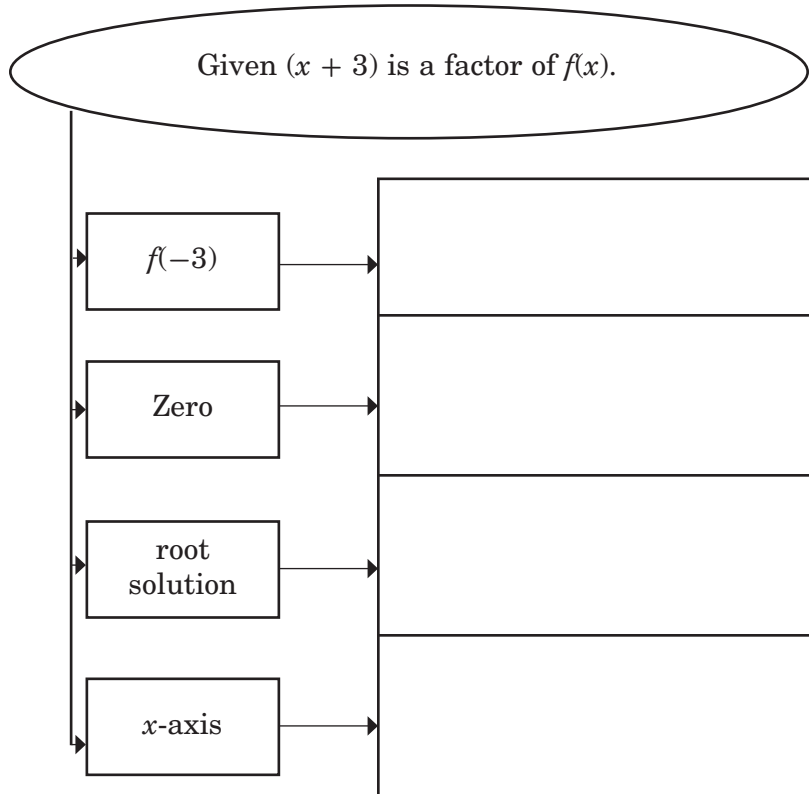 Given (x + 3) is a factor of f(x).
f(−3)
Zero
root
solution
x-axis